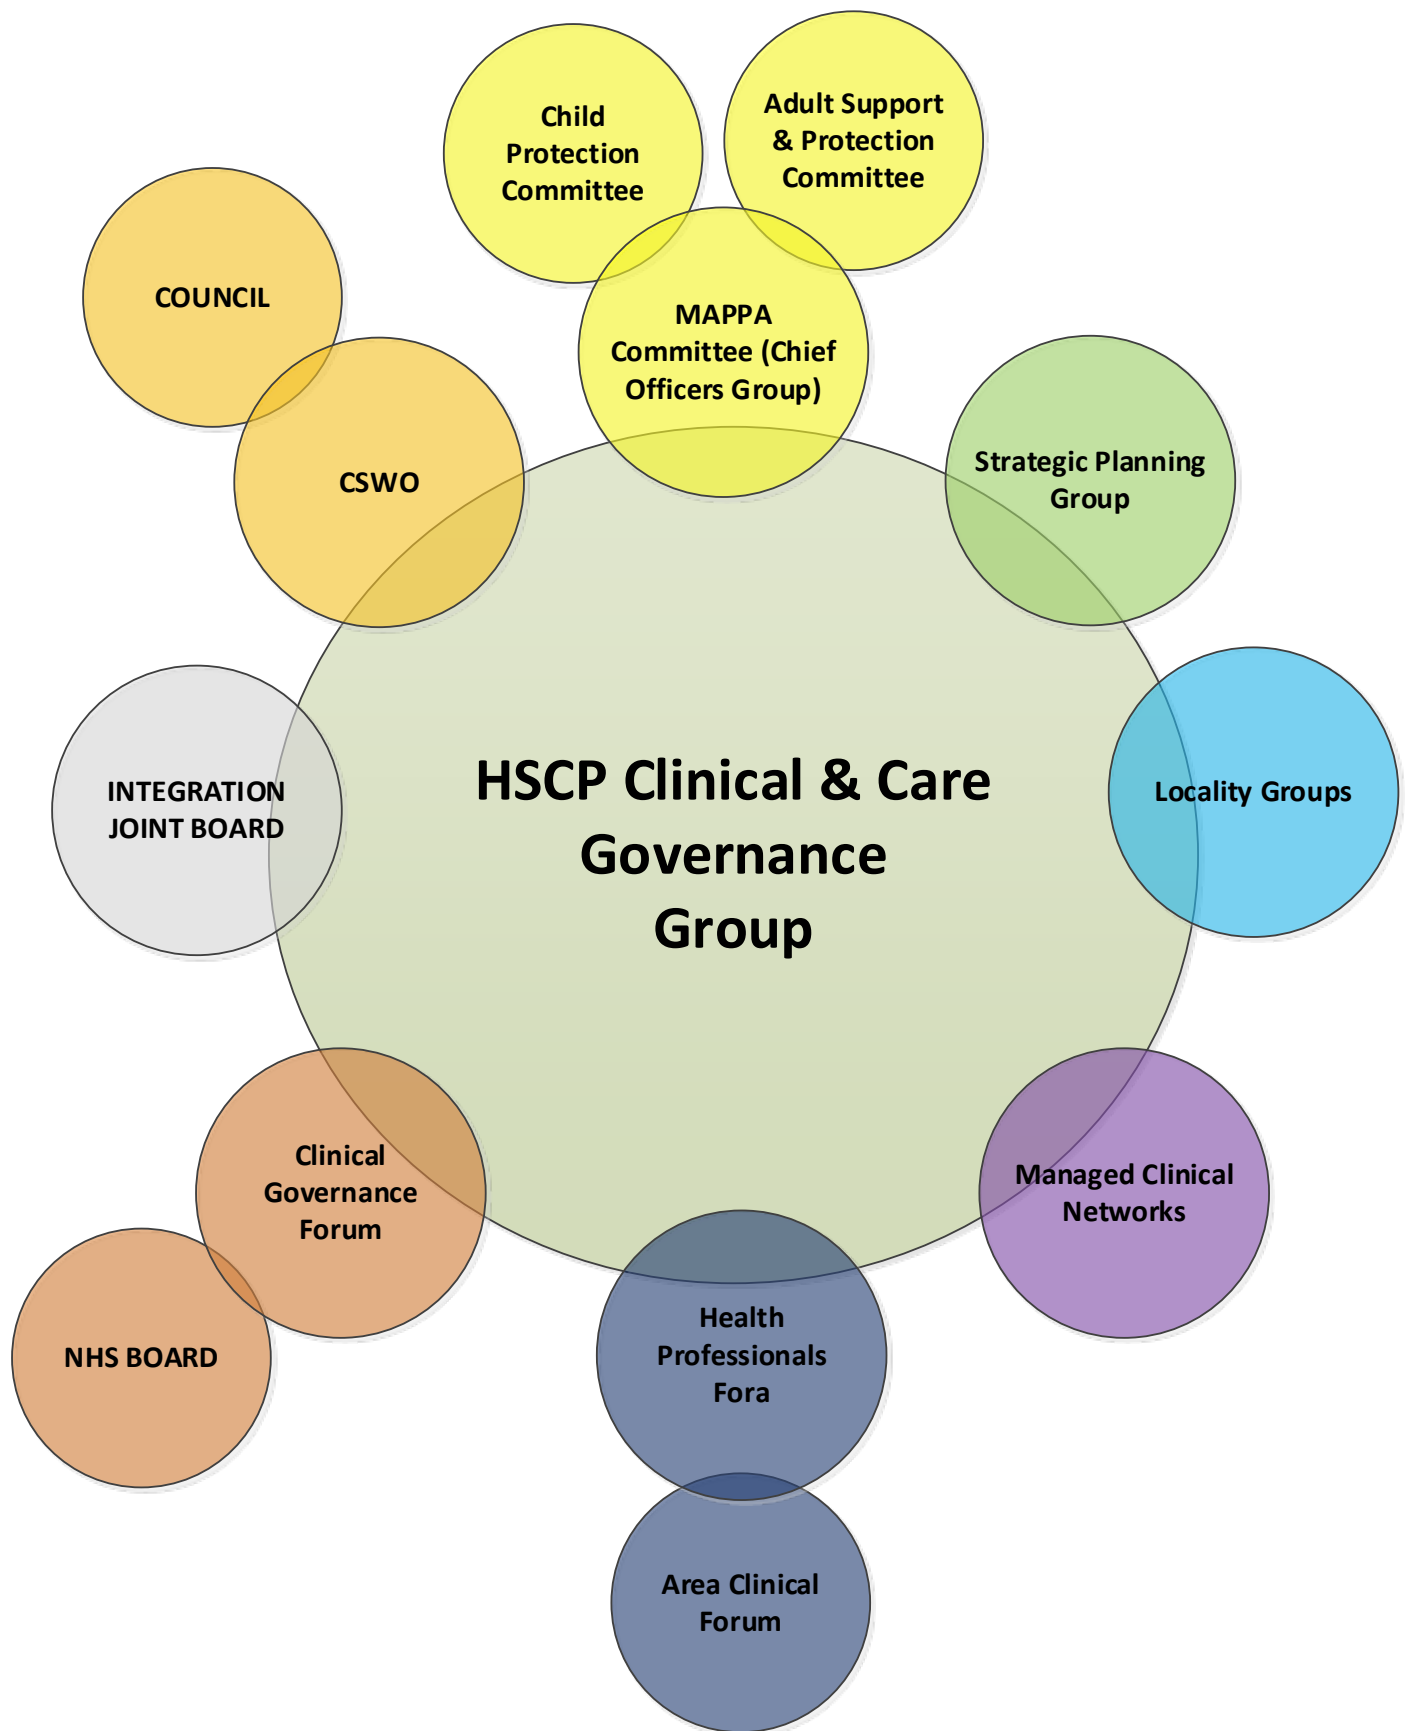 Child
Protection
Committee
Adult Support
& Protection
Committee
COUNCIL
MAPPA
Committee (Chief
Officers Group)
CSWO
Strategic Planning
Group
INTEGRATION
JOINT BOARD
HSCP Clinical & Care
Governance
Group
Locality Groups
Clinical
Governance
Forum
Managed Clinical
Networks
NHS BOARD
Health
Professionals
Fora
Area Clinical
Forum